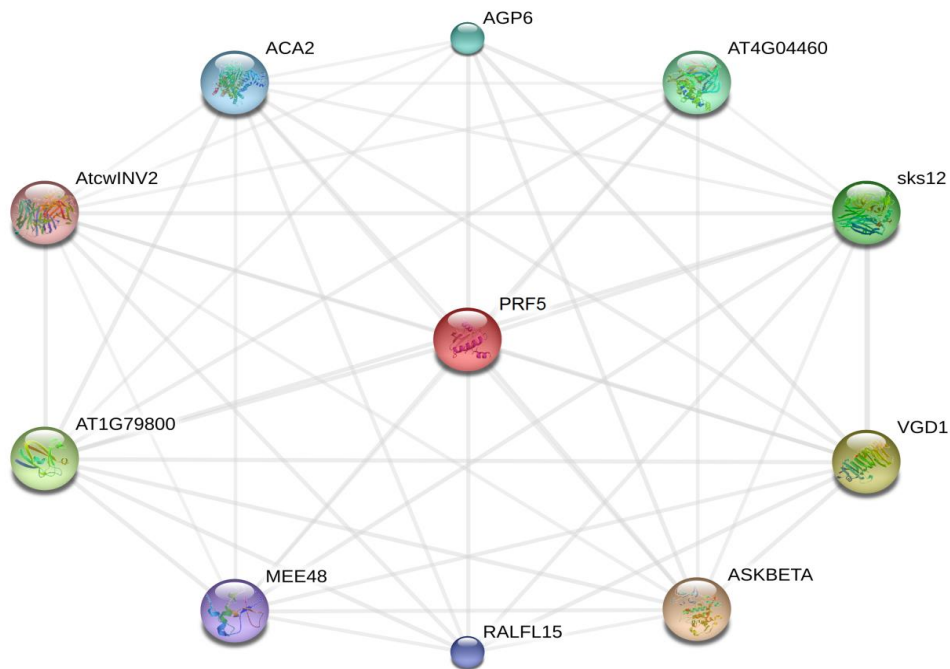 AGP6
ACA2
AT4G04460
AtcwINV2
sks12
PRF5
AT1G79800
VGD1
MEE48
ASKBETA
RALFL15